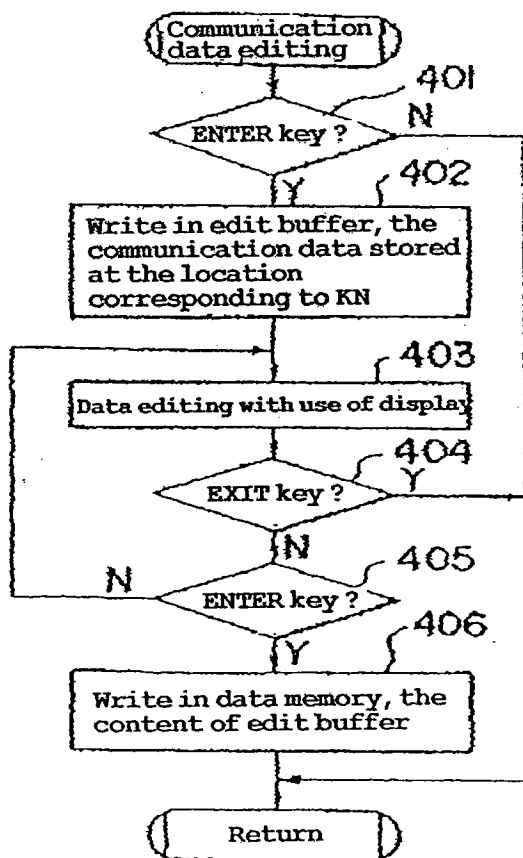 Communication
data editing
401
ENTER key ?
N
Y
402
Write in edit buffer, the
communication data stored
at the location
corresponding to KN
403
Data editing with use of display
404
EXIT key ?
Y
N
405
N
ENTER key ?
Y
406
Write in data memory, the
content of edit buffer
Return